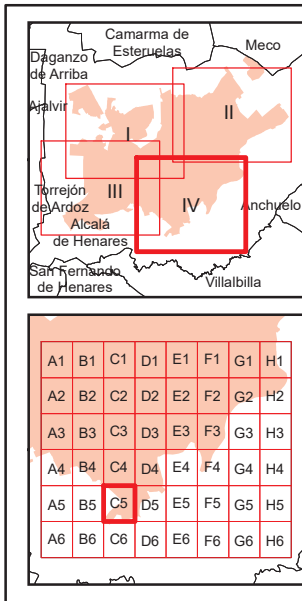 Camarma de
Esteruelas
Meco
Daganzo
de Arriba
Ajalvir
I
II
Torrejón
de Ardoz
III
IV
Anchuelo
Alcalá
de Henares
San Fernando
de Henares
Villalbilla
A1 B1 C1 D1 E1 F1 G1 H1
A2 B2 C2 D2 E2 F2 G2 H2
A3 B3 C3 D3 E3 F3 G3 H3
A4 B4 C4 D4 E4 F4 G4 H4
A5 B5 C5 D5 E5 F5 G5 H5
A6 B6 C6 D6 E6 F6 G6 H6